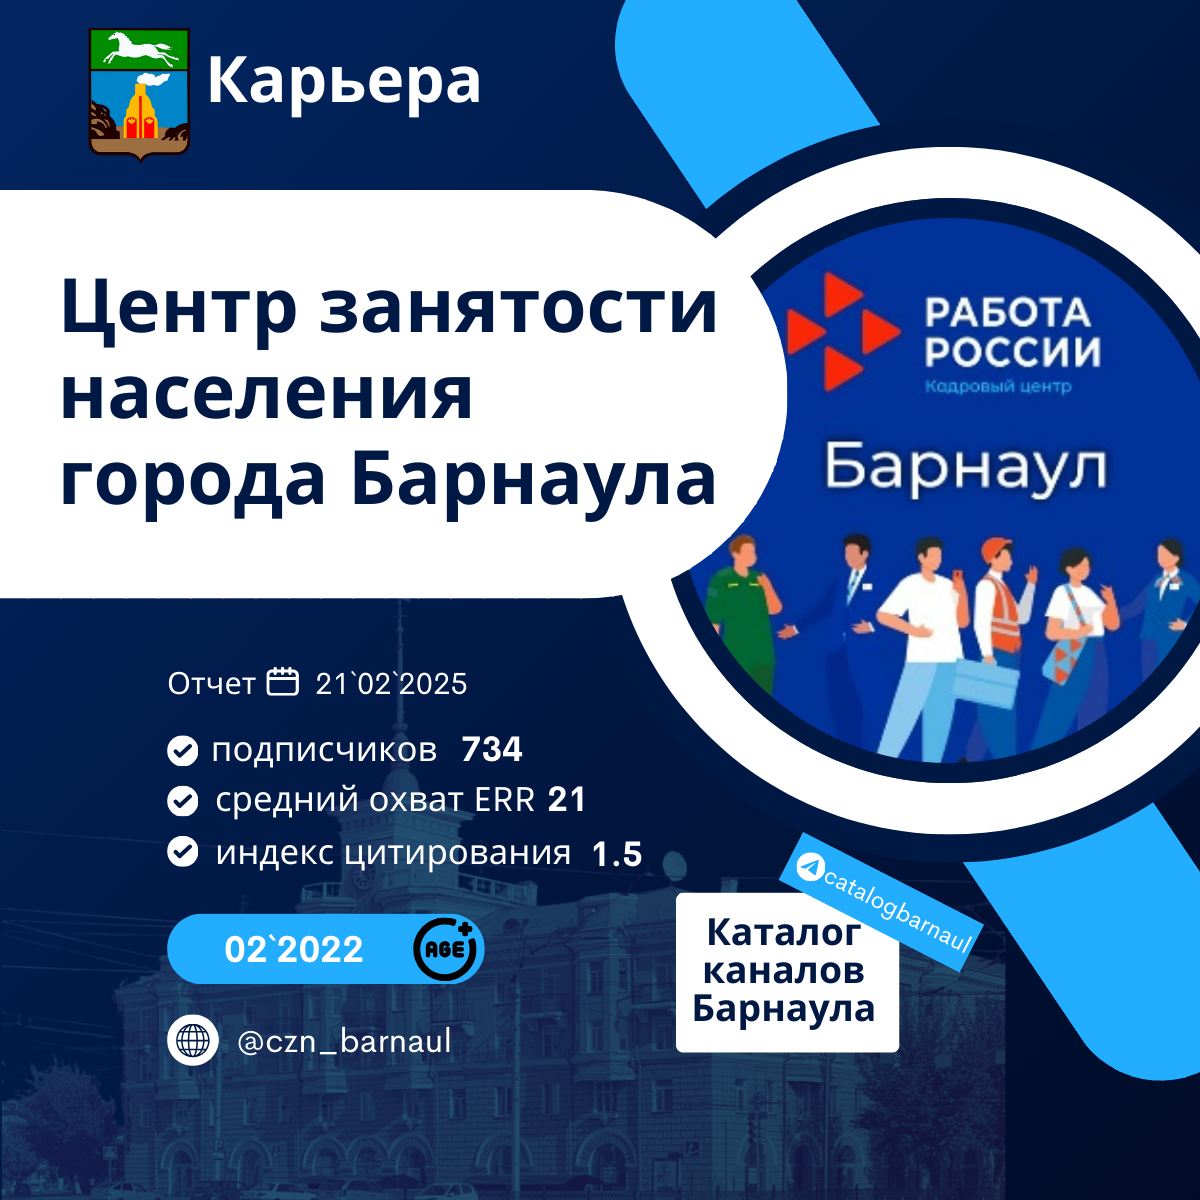 Карьера
Центр занятости
населения
города Барнаула
РАБОТА
РОССИИ
Кадровый центр
Барнаул
Отчет 21`02`2025
подписчиков 734
средний охват ERR 21
индекс цитирования 1.5
02`2022
AGE+
@czn_barnaul
catalogbarnaul
Каталог
каналов
Барнаула